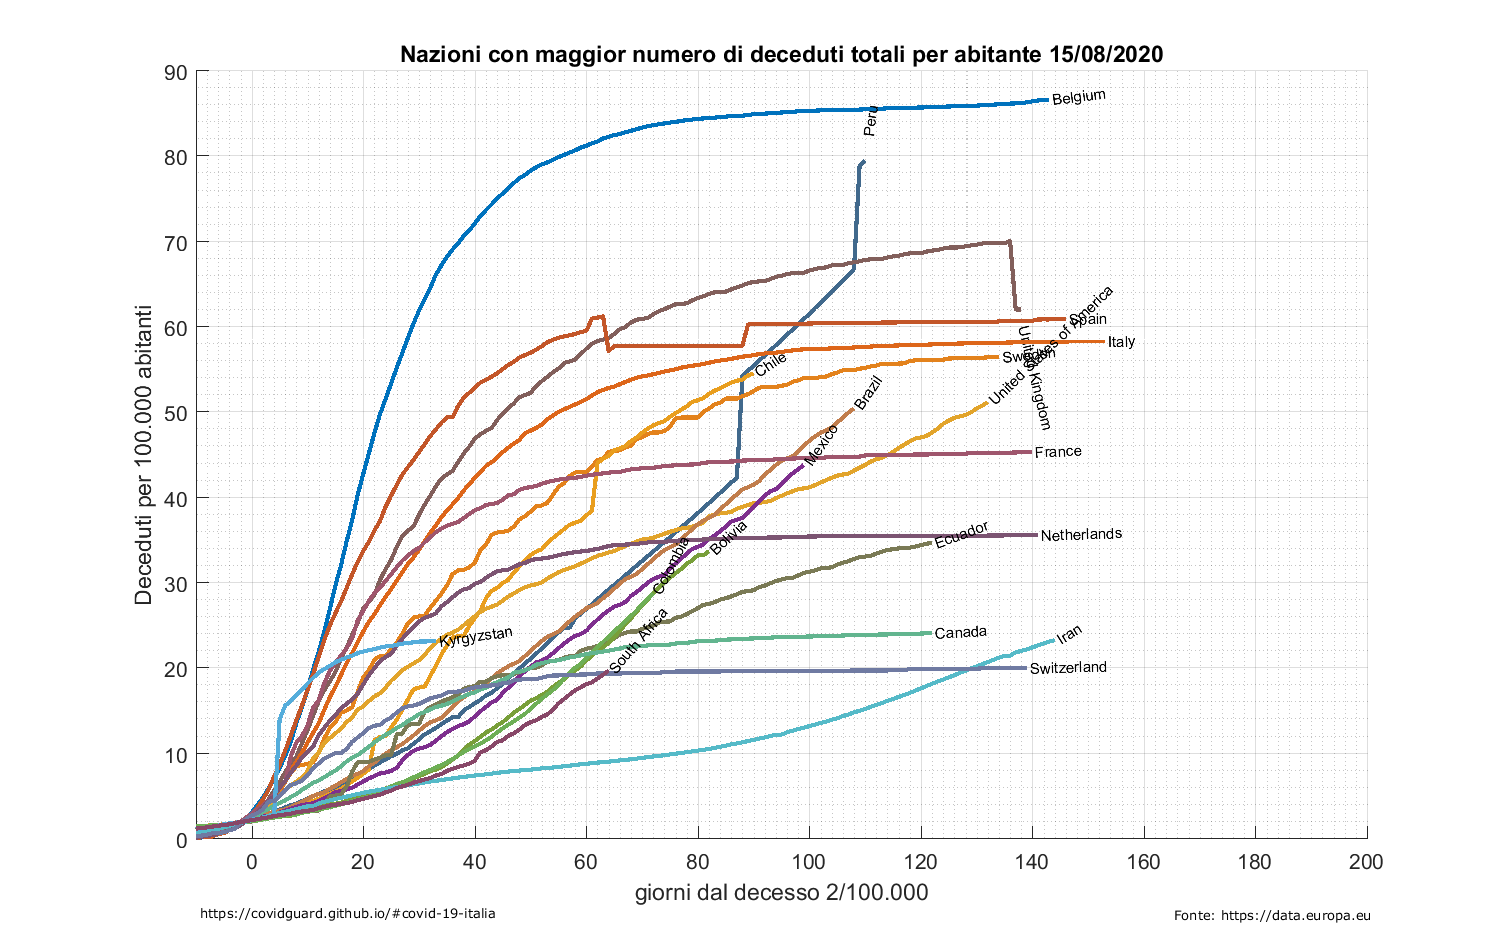 Nazioni con maggior numero di deceduti totali per abitante 15/08/2020
Deceduti per 100.000 abitanti
90
80
70
60
50
40
30
20
10
0
Belgium
Peru
United States of America
Spain
United Kingdom
Italy
Sweden
Chile
Brazil
Mexico
France
Bolivia
Ecuador
Netherlands
Colombia
South Africa
Kyrgyzstan
Canada
Iran
Switzerland
0 20 40 60 80 100 120 140 160 180 200
giorni dal decesso 2/100.000
https://covidguard.github.io/#covid-19-italia
Fonte: https://data.europa.eu